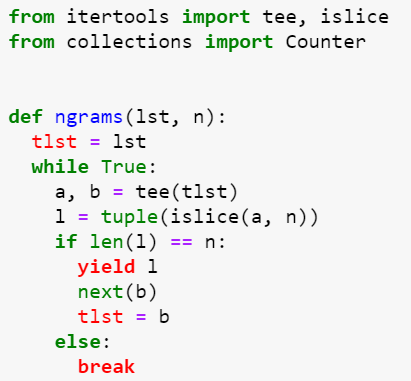 from itertools import tee, islice
from collections import Counter
def ngrams(lst, n):
tlst = lst
while True:
a, b = tee(tlst)
l = tuple(islice(a, n))
if len(l) == n:
yield l
next(b)
tlst = b
else:
break